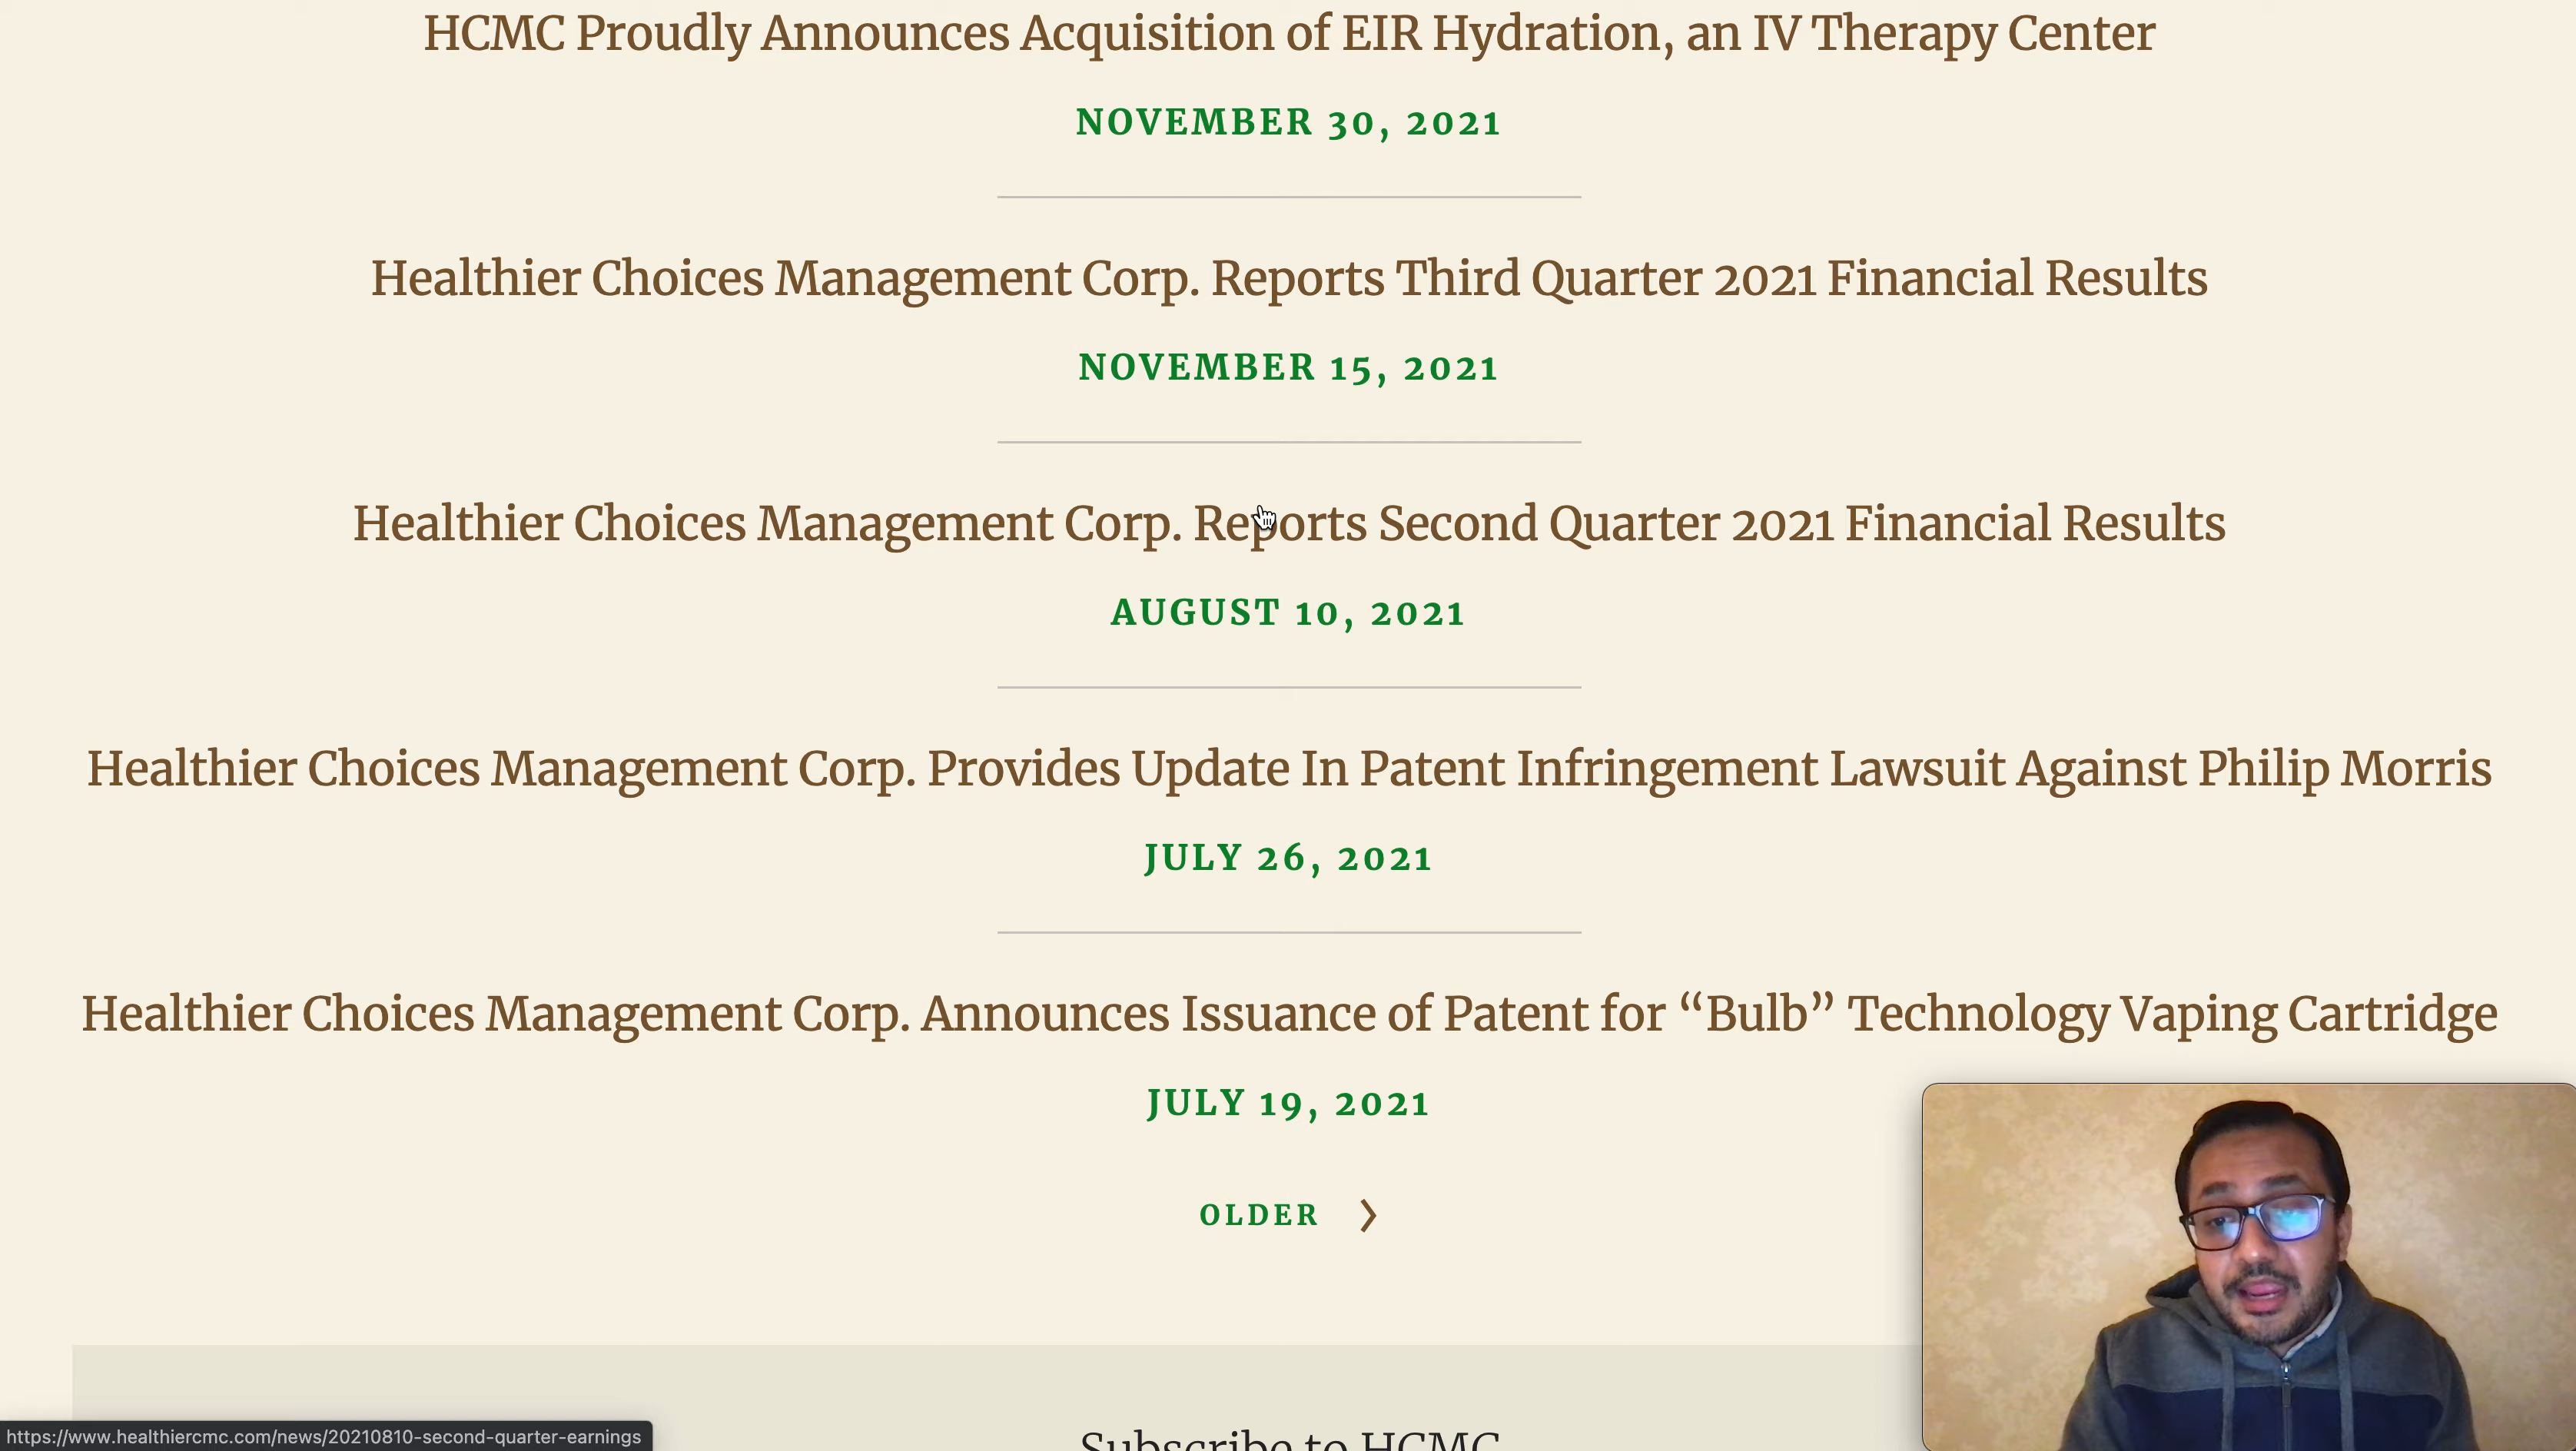 HCMC Proudly Announces Acquisition of EIR Hydration, an IV Therapy Center
NOVEMBER 30, 2021
Healthier Choices Management Corp. Reports Third Quarter 2021 Financial Results
NOVEMBER 15, 2021
Healthier Choices Management Corp. Reports Second Quarter 2021 Financial Results
AUGUST 10, 2021
Healthier Choices Management Corp. Provides Update In Patent Infringement Lawsuit Against Philip Morris
JULY 26, 2021
Healthier Choices Management Corp. Announces Issuance of Patent for “Bulb” Technology Vaping Cartridge
JULY 19, 2021
OLDER
Subscribe to HCMC
https://www.healthiercmc.com/news/20210810-second-quarter-earnings